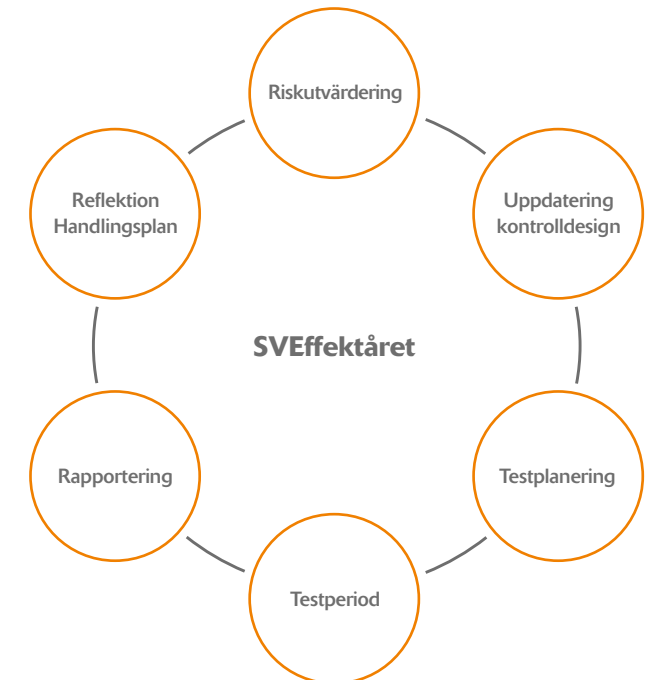 Riskutvärdering
Uppdatering
kontrolldesign
Testplanering
Testperiod
Rapportering
Reflektion
Handlingsplan
SVEffektåret